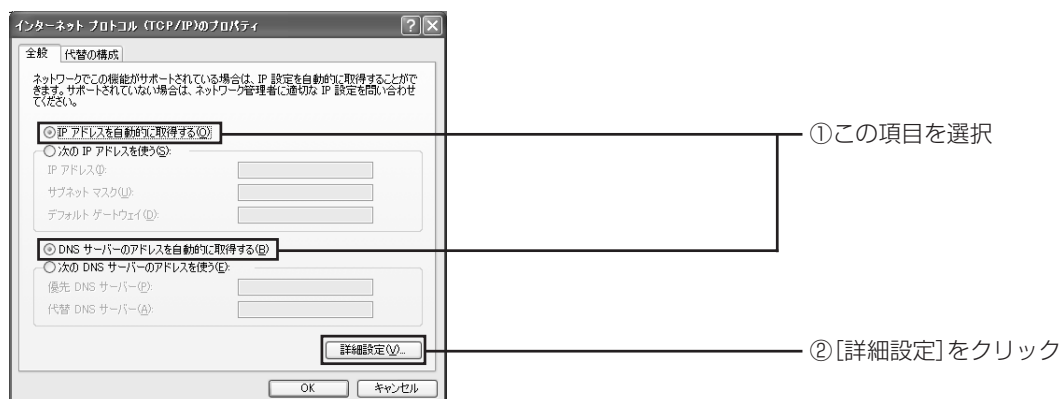 インターネット プロトコル (TCP/IP)のプロパティ
全般 代替の構成
ネットワークでこの機能がサポートされている場合は、IP 設定を自動的に取得することがで
きます。サポートされていない場合は、ネットワーク管理者に適切な IP 設定を問い合わせ
てください。
IP アドレスを自動的に取得する(O)
①この項目を選択
次の IP アドレスを使う(S):
IP アドレス(I):
サブネット マスク(U):
デフォルト ゲートウェイ(D):
DNS サーバーのアドレスを自動的に取得する(B)
次の DNS サーバーのアドレスを使う(E):
優先 DNS サーバー(P):
代替 DNS サーバー(A):
詳細設定(V)...
②[詳細設定]をクリック
OK キャンセル